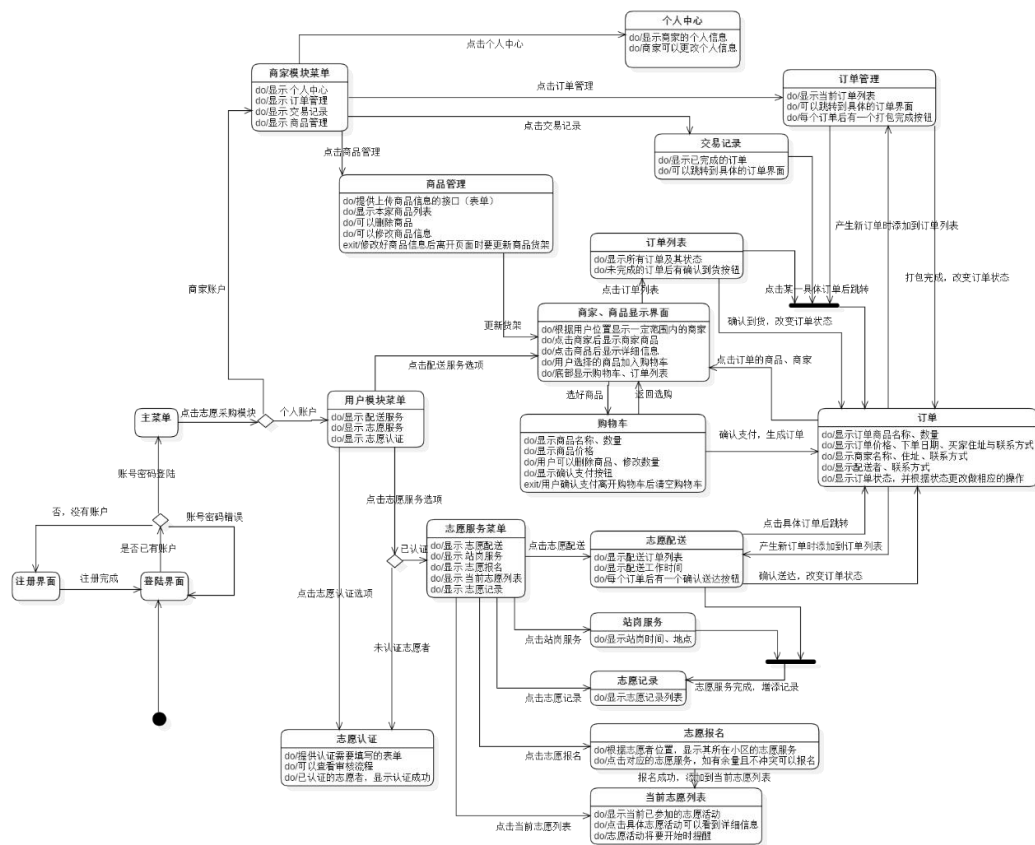 个人中心
do/显示商家的个人信息
do/商家可以更改个人信息
点击个人中心
商家模块菜单
do/显示 个人中心
do/显示 订单管理
do/显示 交易记录
do/显示 商品管理
点击订单管理
订单管理
do/显示当前订单列表
do/可以跳转到具体的订单界面
do/每个订单后有一个打包完成按钮
点击交易记录
交易记录
do/显示已完成的订单
do/可以跳转到具体的订单界面
点击商品管理
商品管理
do/提供上传商品信息的接口（表单）
do/显示本家商品列表
do/可以删除商品
do/可以修改商品信息
exit/修改好商品信息后离开页面时要更新商品货架
产生新订单时添加到订单列表
订单列表
do/显示所有订单及其状态
do/未完成的订单后有确认到货按钮
打包完成，改变订单状态
点击某一具体订单后跳转
点击订单列表
商家账户
商家、商品显示界面
do/根据用户位置显示一定范围内的商家
do/点击商家后显示商家商品
do/点击商品后显示详细信息
do/用户选择的商品加入购物车
do/底部显示购物车、订单列表
更新货架
确认到货，改变订单状态
点击配送服务选项
点击订单的商品、商家
选好商品
返回选购
主菜单
点击志愿采购模块
个人账户
用户模块菜单
do/显示 配送服务
do/显示 志愿服务
do/显示 志愿认证
购物车
do/显示商品名称、数量
do/显示商品价格
do/用户可以删除商品、修改数量
do/显示确认支付按钮
exit/用户确认支付离开购物车后清空购物车
确认支付，生成订单
订单
do/显示订单商品名称、数量
do/显示订单价格、下单日期、买家住址与联系方式
do/显示商家名称、住址、联系方式
do/显示配送者、联系方式
do/显示订单状态，并根据状态更改做相应的操作
账号密码登陆
点击志愿服务选项
否，没有账户
账号密码错误
是否已有账户
志愿服务菜单
do/显示 志愿配送
do/显示 站岗服务
do/显示 志愿报名
do/显示 当前志愿列表
do/显示 志愿记录
已认证
点击志愿配送
志愿配送
do/显示配送订单列表
do/显示配送工作时间
do/每个订单后有一个确认送达按钮
点击具体订单后跳转
产生新订单时添加到订单列表
确认送达，改变订单状态
注册界面
注册完成
登陆界面
点击志愿认证选项
站岗服务
do/显示站岗时间、地点
点击站岗服务
未认证志愿者
志愿记录
do/显示志愿记录列表
点击志愿记录
志愿服务完成，增添记录
志愿认证
do/提供认证需要填写的表单
do/可以查看审核流程
do/已认证的志愿者，显示认证成功
点击志愿报名
志愿报名
do/根据志愿者位置，显示其所在小区的志愿服务
do/点击对应的志愿服务，如有余量且不冲突可以报名
报名成功，添加到当前志愿列表
点击当前志愿列表
当前志愿列表
do/显示当前已参加的志愿活动
do/点击具体志愿活动可以看到详细信息
do/志愿活动将要开始时提醒